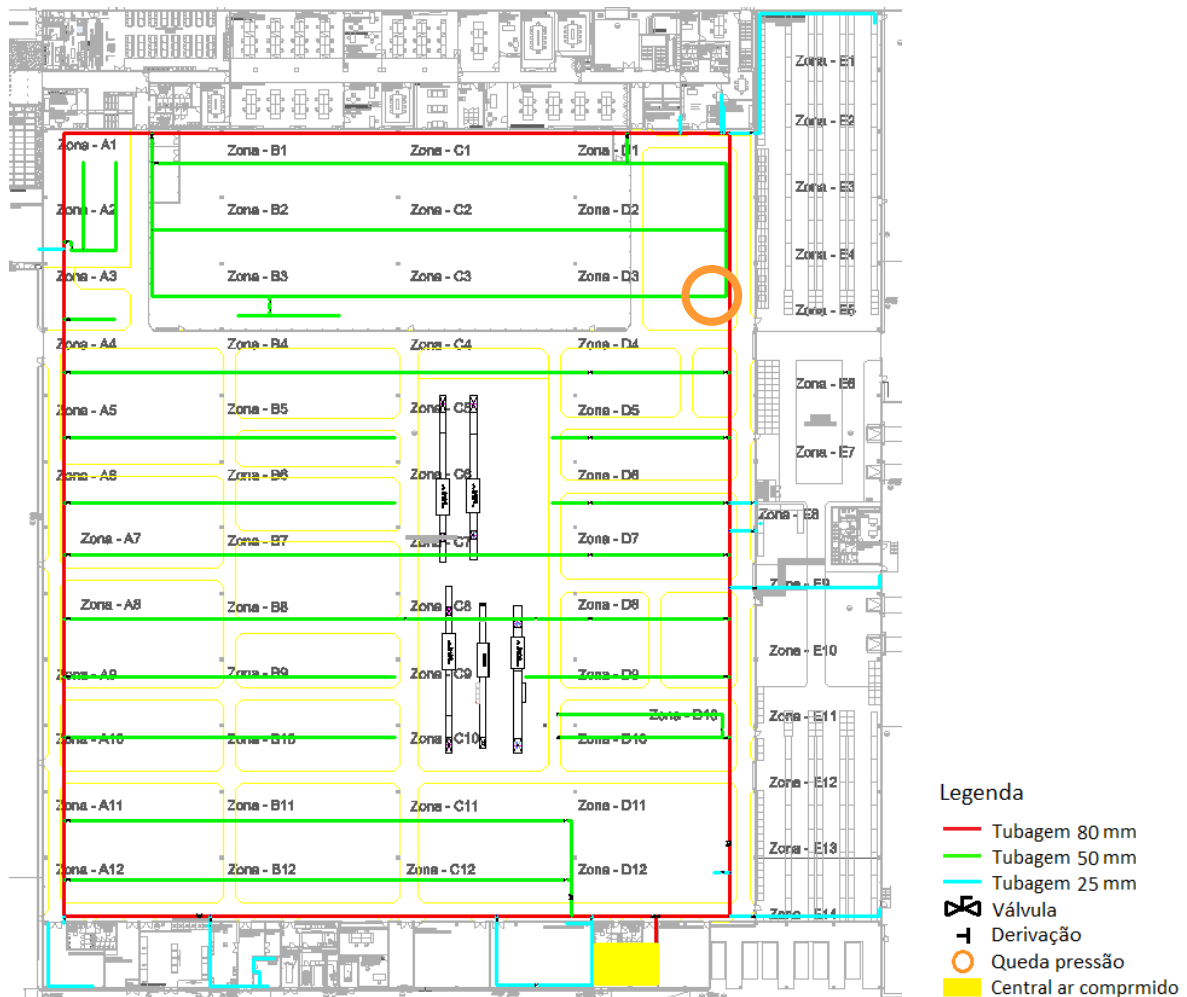 Zona - E1
Zona - E2
Zona - A1
Zona - B1
Zona - C1
Zona - D1
Zona - E3
Zona - A2
Zona - B2
Zona - C2
Zona - D2
Zona - E4
Zona - A3
Zona - B3
Zona - C3
Zona - D3
Zona - E5
Zona - A4
Zona - B4
Zona - C4
Zona - D4
Zona - E6
Zona - A5
Zona - B5
Zona - C5
Zona - D5
Zona - E7
Zona - A6
Zona - B6
Zona - C6
Zona - D6
Zona - E8
Zona - A7
Zona - B7
Zona - C7
Zona - D7
Zona - E9
Zona - A8
Zona - B8
Zona - C8
Zona - D8
Zona - E10
Zona - A9
Zona - B9
Zona - C9
Zona - D9
Zona - D10
Zona - E11
Zona - A10
Zona - B10
Zona - C10
Zona - D10
Zona - E12
Zona - A11
Zona - B11
Zona - C11
Zona - D11
Zona - E13
Zona - A12
Zona - B12
Zona - C12
Zona - D12
Zona - E14
Legenda
Tubagem 80 mm
Tubagem 50 mm
Tubagem 25 mm
Válvula
Derivação
Queda pressão
Central ar comprmido